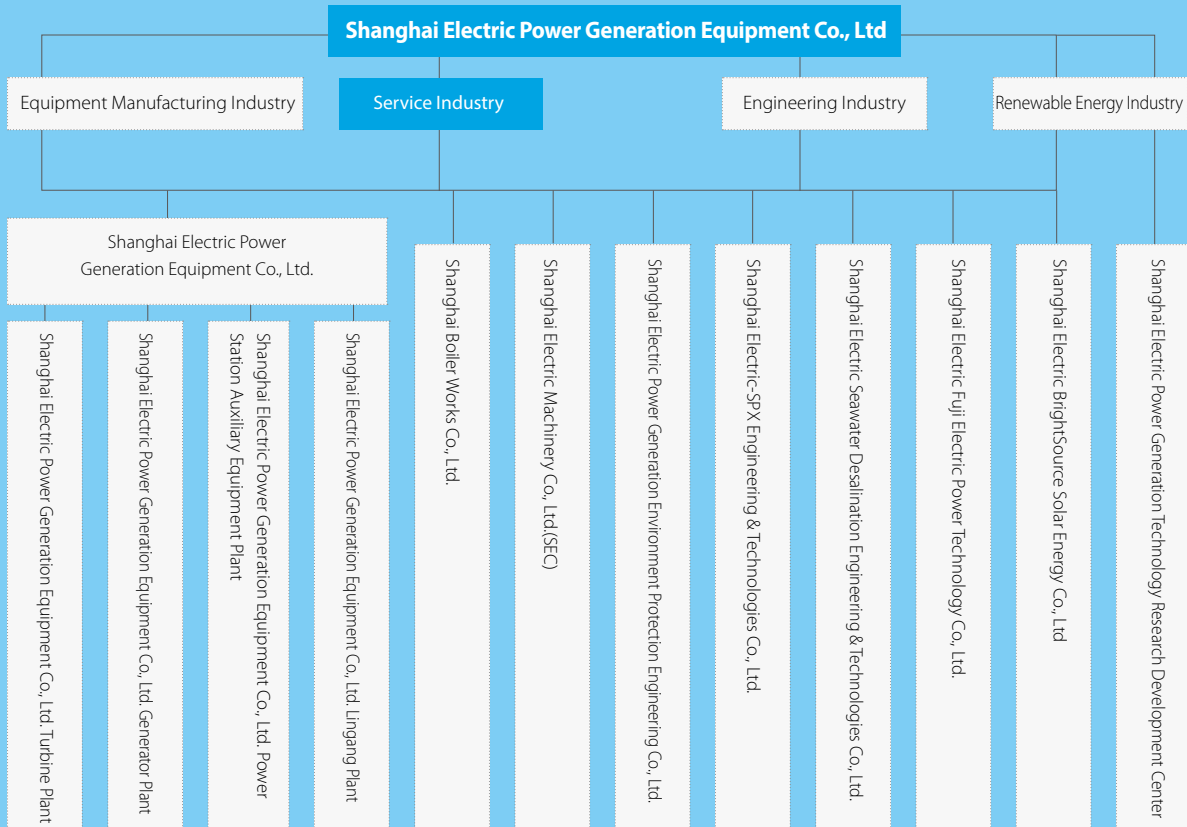 Shanghai Electric Power Generation Equipment Co., Ltd
Equipment Manufacturing Industry
Service Industry
Engineering Industry
Renewable Energy Industry
Shanghai Electric Power
Generation Equipment Co., Ltd.
Shanghai Electric Power Generation Equipment Co., Ltd. Turbine Plant
Shanghai Electric Power Generation Equipment Co., Ltd. Generator Plant
Shanghai Electric Power Generation Equipment Co., Ltd. Power
Station Auxiliary Equipment Plant
Shanghai Electric Power Generation Equipment Co., Ltd. Lingang Plant
Shanghai Boiler Works Co., Ltd.
Shanghai Electric Machinery Co., Ltd.(SEC)
Shanghai Electric Power Generation Environment Protection Engineering Co., Ltd.
Shanghai Electric-SPX Engineering & Technologies Co., Ltd.
Shanghai Electric Seawater Desalination Engineering & Technologies Co., Ltd.
Shanghai Electric Fuji Electric Power Technology Co., Ltd.
Shanghai Electric BrightSource Solar Energy Co., Ltd
Shanghai Electric Power Generation Technology Research Development Center